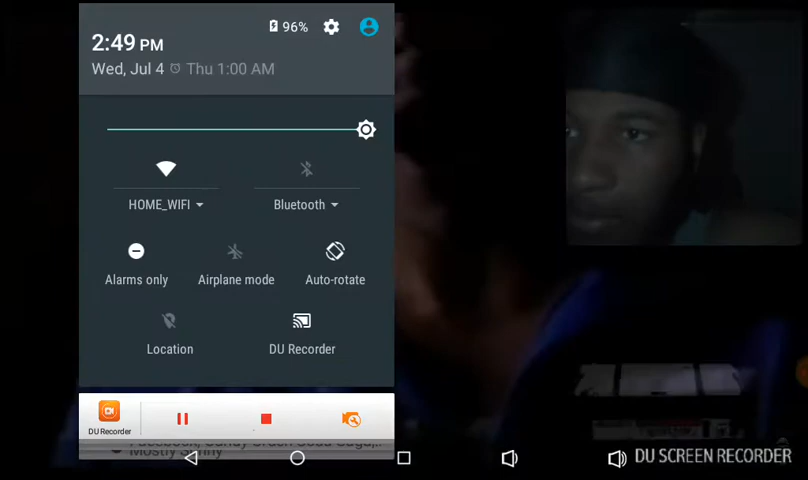 96%
2:49 PM
Wed, Jul 4 Thu 1:00 AM
HOME_WIFI
Bluetooth
Alarms only
Airplane mode
Auto-rotate
Location
DU Recorder
DU Recorder
Mostly Sunny
DU SCREEN RECORDER